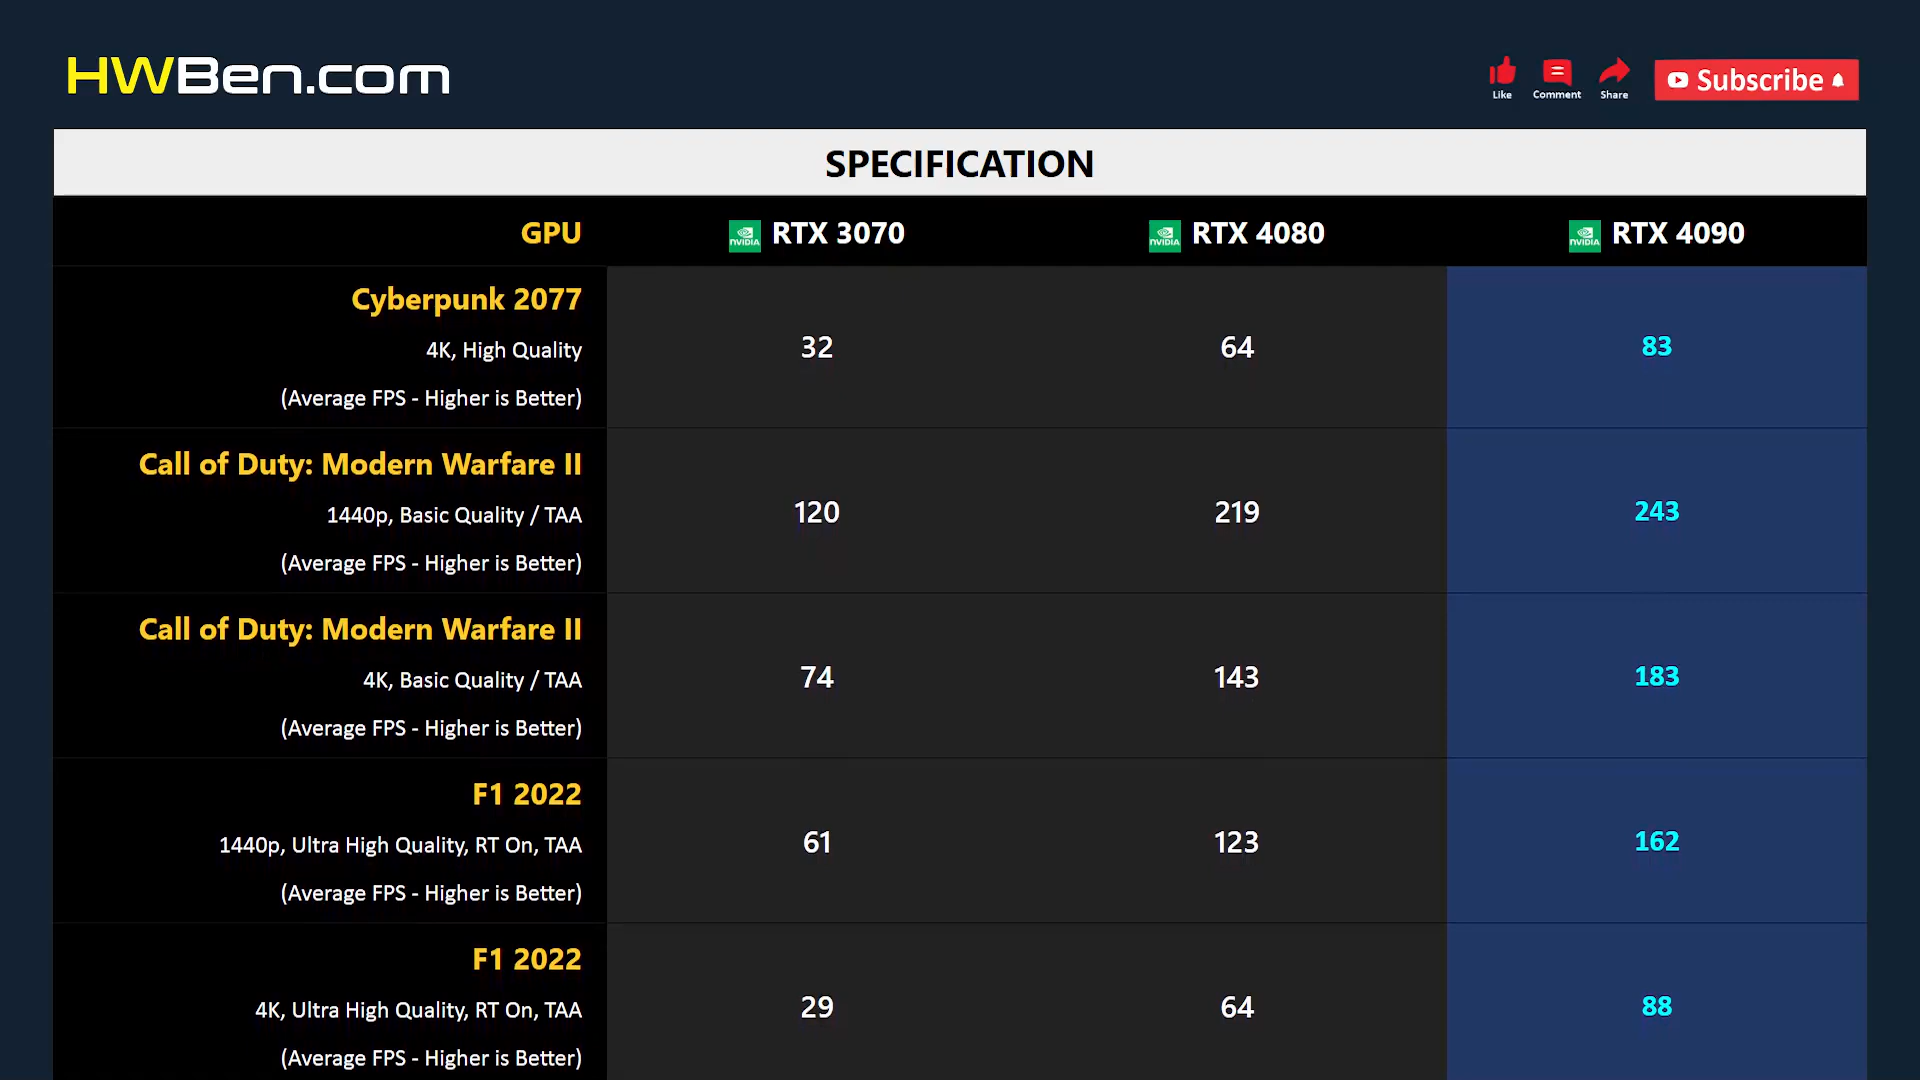 HWBen.com
Like
Comment
Share
Subscribe
SPECIFICATION
GPU
NVIDIA RTX 3070
NVIDIA RTX 4080
NVIDIA RTX 4090
Cyberpunk 2077
4K, High Quality
(Average FPS - Higher is Better)
32
64
83
Call of Duty: Modern Warfare II
1440p, Basic Quality / TAA
(Average FPS - Higher is Better)
120
219
243
Call of Duty: Modern Warfare II
4K, Basic Quality / TAA
(Average FPS - Higher is Better)
74
143
183
F1 2022
1440p, Ultra High Quality, RT On, TAA
(Average FPS - Higher is Better)
61
123
162
F1 2022
4K, Ultra High Quality, RT On, TAA
(Average FPS - Higher is Better)
29
64
88